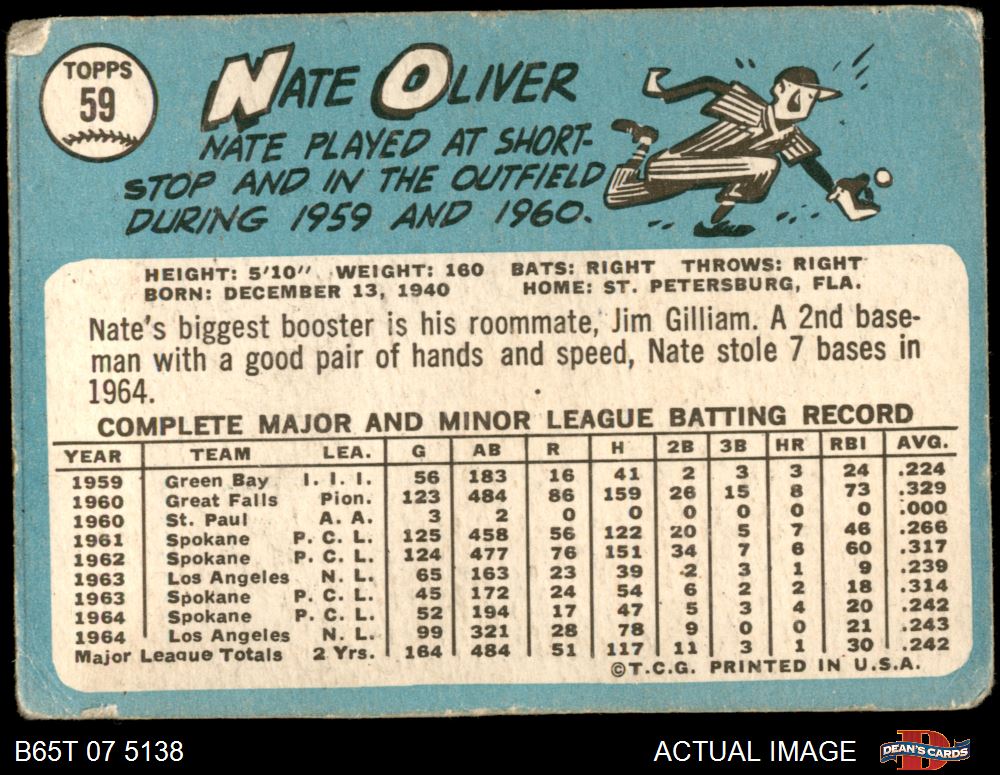 TOPPS
59
NATE OLIVER
NATE PLAYED AT SHORT-
STOP AND IN THE OUTFIELD
DURING 1959 AND 1960.
HEIGHT: 5'10" WEIGHT: 160 BATS: RIGHT THROWS: RIGHT
BORN: DECEMBER 13, 1940 HOME: ST. PETERSBURG, FLA.
Nate's biggest booster is his roommate, Jim Gilliam. A 2nd base-
man with a good pair of hands and speed, Nate stole 7 bases in
1964.
COMPLETE MAJOR AND MINOR LEAGUE BATTING RECORD
YEAR TEAM LEA. G AB R H 2B 3B HR RBI AVG.
1959 Green Bay I. I. I. 56 183 16 41 2 3 3 24 .224
1960 Great Falls Pion. 123 484 86 159 26 15 8 73 .329
1960 St. Paul A. A. 3 2 0 0 0 0 0 0 .000
1961 Spokane P. C. L. 125 458 56 122 20 5 7 46 .266
1962 Spokane P. C. L. 124 477 76 151 34 7 6 60 .317
1963 Los Angeles N. L. 65 163 23 39 2 3 1 9 .239
1963 Spokane P. C. L. 45 172 24 54 6 2 2 18 .314
1964 Spokane P. C. L. 52 194 17 47 5 3 4 20 .242
1964 Los Angeles N. L. 99 321 28 78 9 0 0 21 .243
Major League Totals 2 Yrs. 164 484 51 117 11 3 1 30 .242
©T.C.G. PRINTED IN U.S.A.
B65T 07 5138 ACTUAL IMAGE DEAN'S CARDS